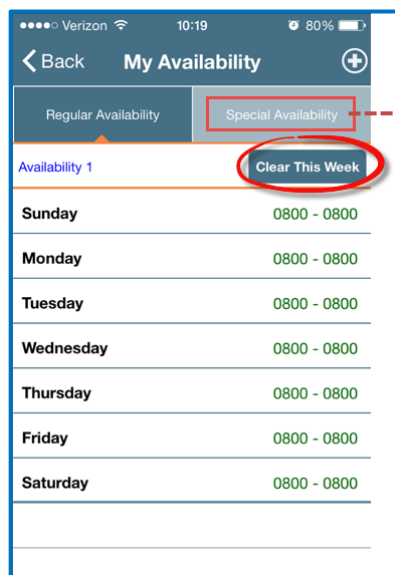 Verizon 10:19 80%
Back My Availability
Regular Availability Special Availability
Availability 1 Clear This Week
Sunday 0800 - 0800
Monday 0800 - 0800
Tuesday 0800 - 0800
Wednesday 0800 - 0800
Thursday 0800 - 0800
Friday 0800 - 0800
Saturday 0800 - 0800